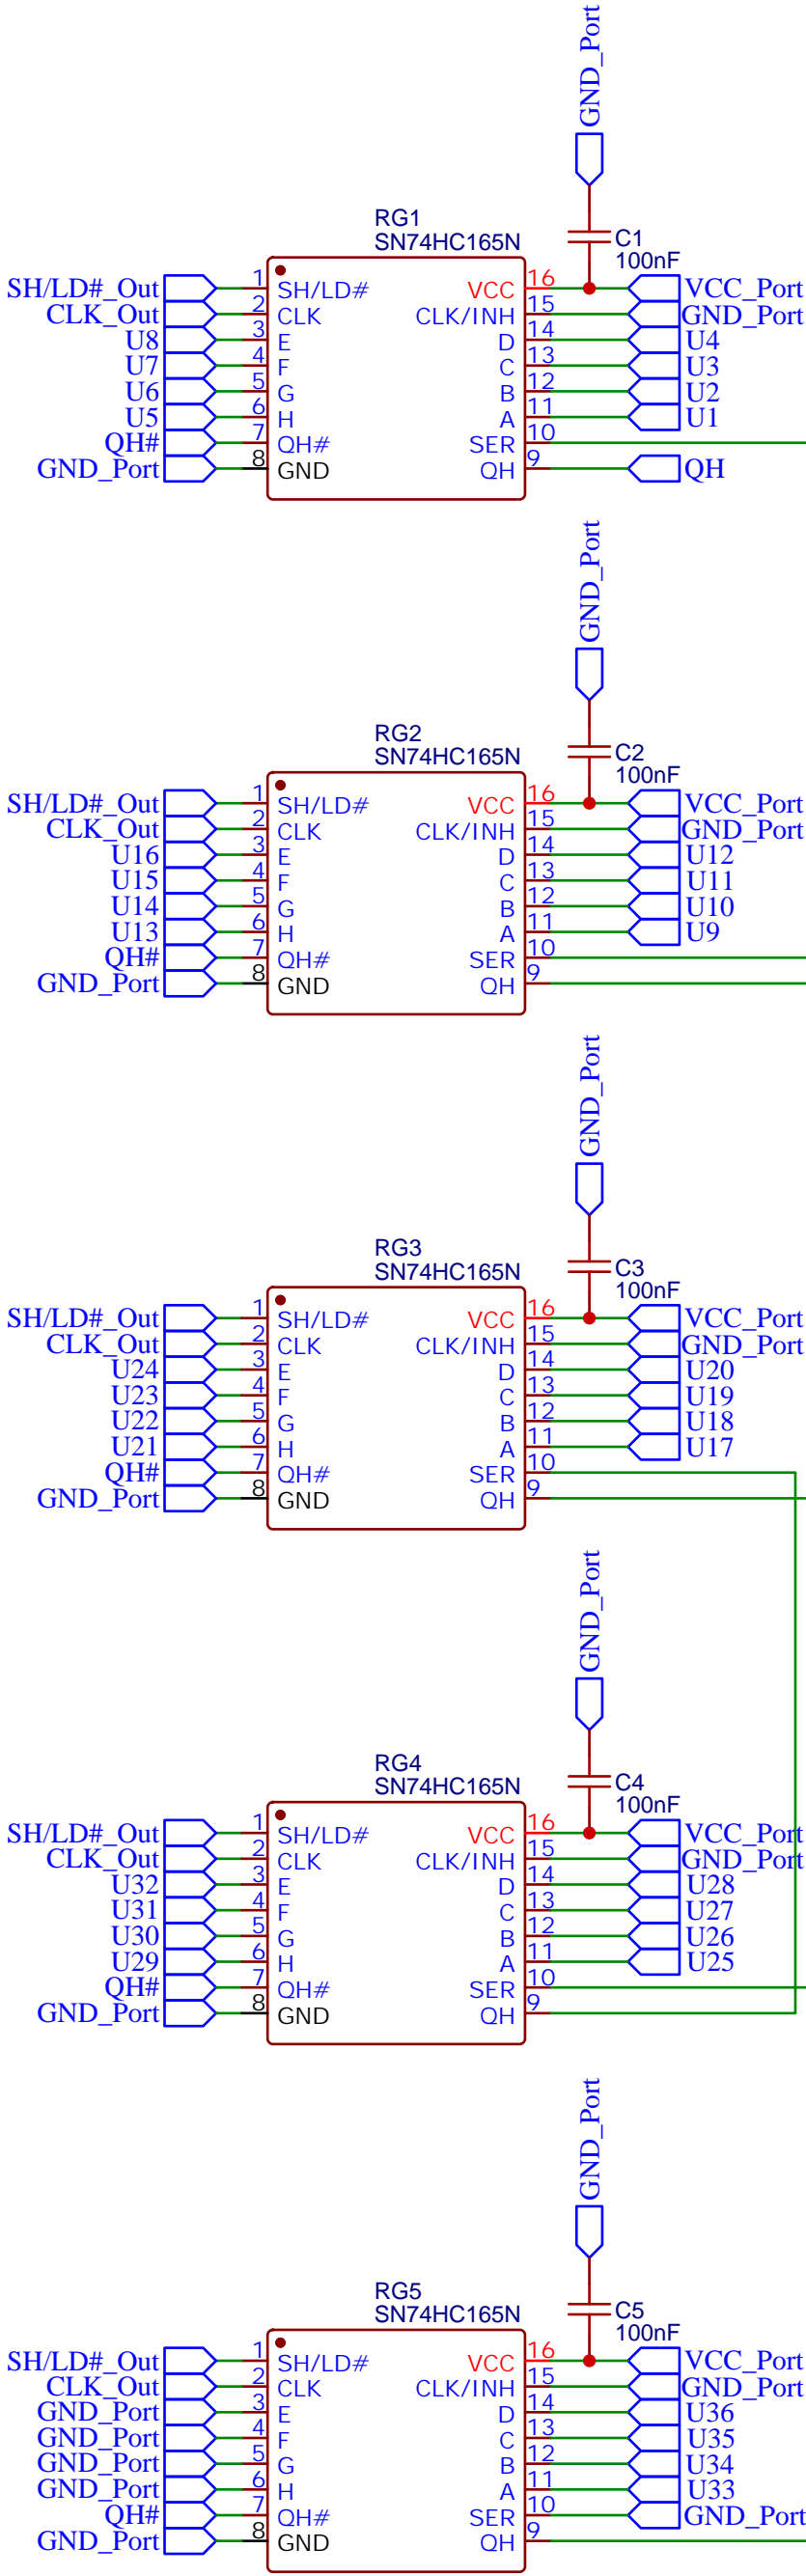 GND_Port
RG1
SN74HC165N
C1
100nF
SH/LD#_Out 1 SH/LD# VCC 16 VCC_Port
CLK_Out 2 CLK CLK/INH 15 GND_Port
U8 3 E D 14 U4
U7 4 F C 13 U3
U6 5 G B 12 U2
U5 6 H A 11 U1
QH# 7 QH# SER 10
GND_Port 8 GND QH 9 QH
GND_Port
RG2
SN74HC165N
C2
100nF
SH/LD#_Out 1 SH/LD# VCC 16 VCC_Port
CLK_Out 2 CLK CLK/INH 15 GND_Port
U16 3 E D 14 U12
U15 4 F C 13 U11
U14 5 G B 12 U10
U13 6 H A 11 U9
QH# 7 QH# SER 10
GND_Port 8 GND QH 9
GND_Port
RG3
SN74HC165N
C3
100nF
SH/LD#_Out 1 SH/LD# VCC 16 VCC_Port
CLK_Out 2 CLK CLK/INH 15 GND_Port
U24 3 E D 14 U20
U23 4 F C 13 U19
U22 5 G B 12 U18
U21 6 H A 11 U17
QH# 7 QH# SER 10
GND_Port 8 GND QH 9
GND_Port
RG4
SN74HC165N
C4
100nF
SH/LD#_Out 1 SH/LD# VCC 16 VCC_Port
CLK_Out 2 CLK CLK/INH 15 GND_Port
U32 3 E D 14 U28
U31 4 F C 13 U27
U30 5 G B 12 U26
U29 6 H A 11 U25
QH# 7 QH# SER 10
GND_Port 8 GND QH 9
GND_Port
RG5
SN74HC165N
C5
100nF
SH/LD#_Out 1 SH/LD# VCC 16 VCC_Port
CLK_Out 2 CLK CLK/INH 15 GND_Port
GND_Port 3 E D 14 U36
GND_Port 4 F C 13 U35
GND_Port 5 G B 12 U34
GND_Port 6 H A 11 U33
QH# 7 QH# SER 10 GND_Port
GND_Port 8 GND QH 9